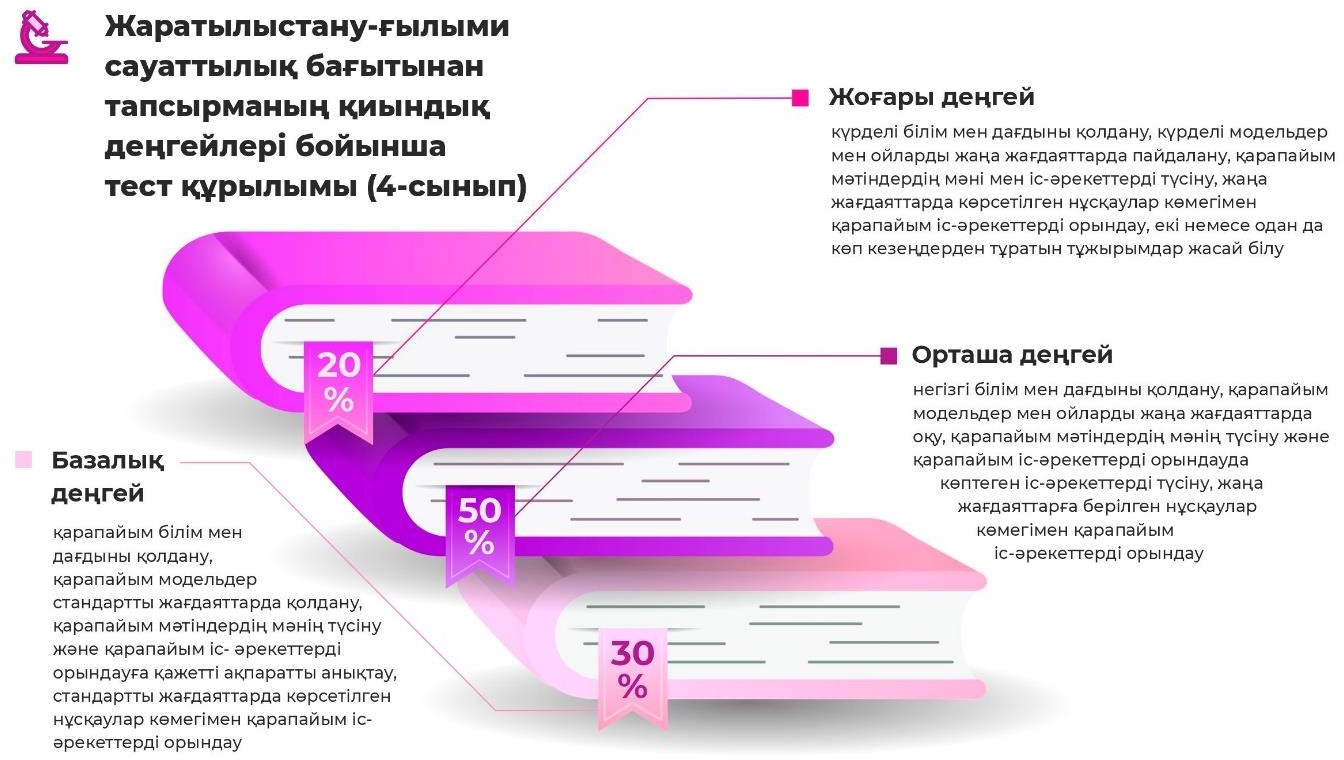 Жаратылыстану-ғылыми
сауаттылық бағытынан
тапсырманың қиындық
деңгейлері бойынша
тест құрылымы (4-сынып)
Жоғары деңгей
күрделі білім мен дағдыны қолдану, күрделі модельдер
мен ойларды жаңа жағдаяттарда пайдалану, қарапайым
мәтіндердің мәні мен іс-әрекеттерді түсіну, жаңа
жағдаяттарда көрсетілген нұсқаулар көмегімен
қарапайым іс-әрекеттерді орындау, екі немесе одан да
көп кезеңдерден тұратын тұжырымдар жасай білу
20
%
Орташа деңгей
негізгі білім мен дағдыны қолдану, қарапайым
модельдер мен ойларды жаңа жағдаяттарда
оқу, қарапайым мәтіндердің мәнің түсіну және
қарапайым іс-әрекеттерді орындауда
көптеген іс-әрекеттерді түсіну, жаңа
жағдаяттарға берілген нұсқаулар
көмегімен қарапайым
іс-әрекеттерді орындау
50
%
Базалық
деңгей
қарапайым білім мен
дағдыны қолдану,
қарапайым модельдер
стандартты жағдаяттарда қолдану,
қарапайым мәтіндердің мәнің түсіну
және қарапайым іс- әрекеттерді
орындауға қажетті ақпаратты анықтау,
стандартты жағдаяттарда көрсетілген
нұсқаулар көмегімен қарапайым іс-
әрекеттерді орындау
30
%